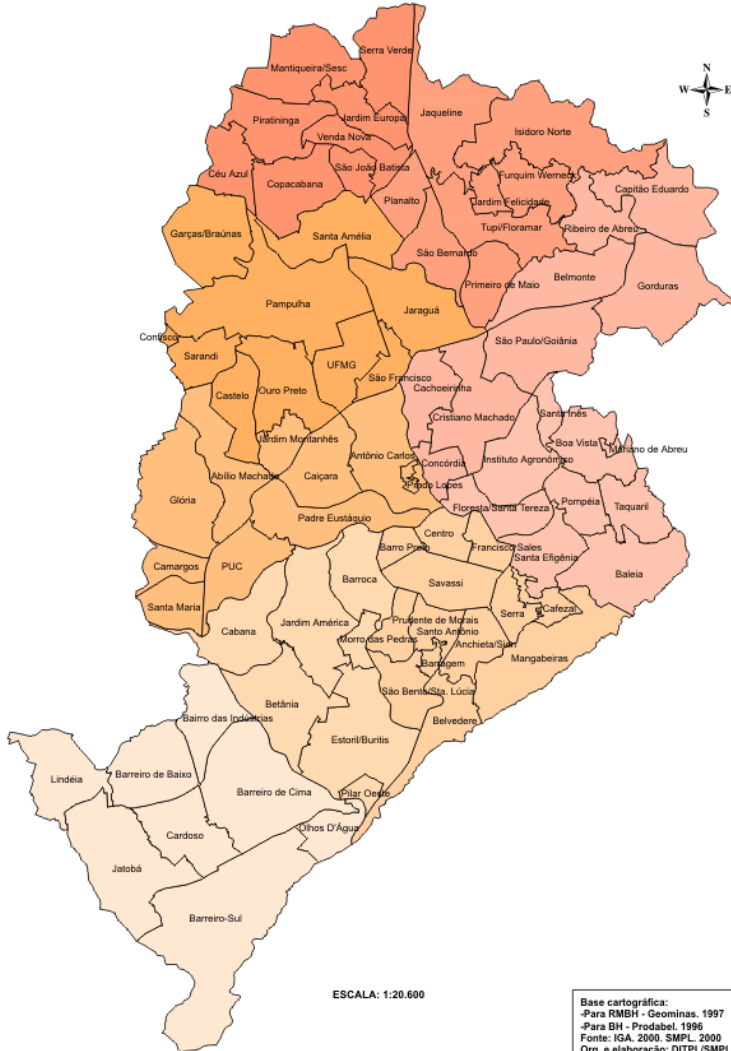 Serra Verde
Mantiqueira/Sesc
N
W E
S
Jaqueline
Piratininga
Jardim Europa
Isidoro Norte
Venda Nova
Céu Azul
São João Batista
Furquim Werneck
Copacabana
Capitão Eduardo
Planalto
Jardim Felicidade
Garças/Braúnas
Santa Amélia
Tupi/Floramar
Ribeiro de Abreu
São Bernardo
Belmonte
Primeiro de Maio
Gorduras
Pampulha
Jaraguá
Confisco
São Paulo/Goiânia
Sarandi
UFMG
São Francisco
Castelo
Ouro Preto
Cachoeirinha
Cristiano Machado
Santa Inês
Jardim Montanhês
Boa Vista
Mariano de Abreu
Antônio Carlos
Concórdia
Instituto Agronômico
Abílio Machado
Caiçara
Prado Lopes
Glória
Pompéia
Taquaril
Floresta/Santa Tereza
Padre Eustáquio
Centro
Barro Preto
Francisco Sales
Santa Efigênia
Camargos
PUC
Baleia
Barroca
Savassi
Santa Maria
Serra
Cafezal
Cabana
Jardim América
Prudente de Morais
Santo Antônio
Morro das Pedras
Anchieta/Sion
Mangabeiras
Barragem
São Bento/Sta. Lúcia
Betânia
Bairro das Indústrias
Belvedere
Estoril/Buritis
Lindéia
Barreiro de Baixo
Barreiro de Cima
Pilar Oeste
Cardoso
Olhos D'Água
Jatobá
Barreiro-Sul
ESCALA: 1:20.600
Base cartográfica:
-Para RMBH - Geominas. 1997
-Para BH - Prodabel. 1996
Fonte: IGA. 2000. SMPL. 2000
Org. e elaboração: DITPL/SMPL